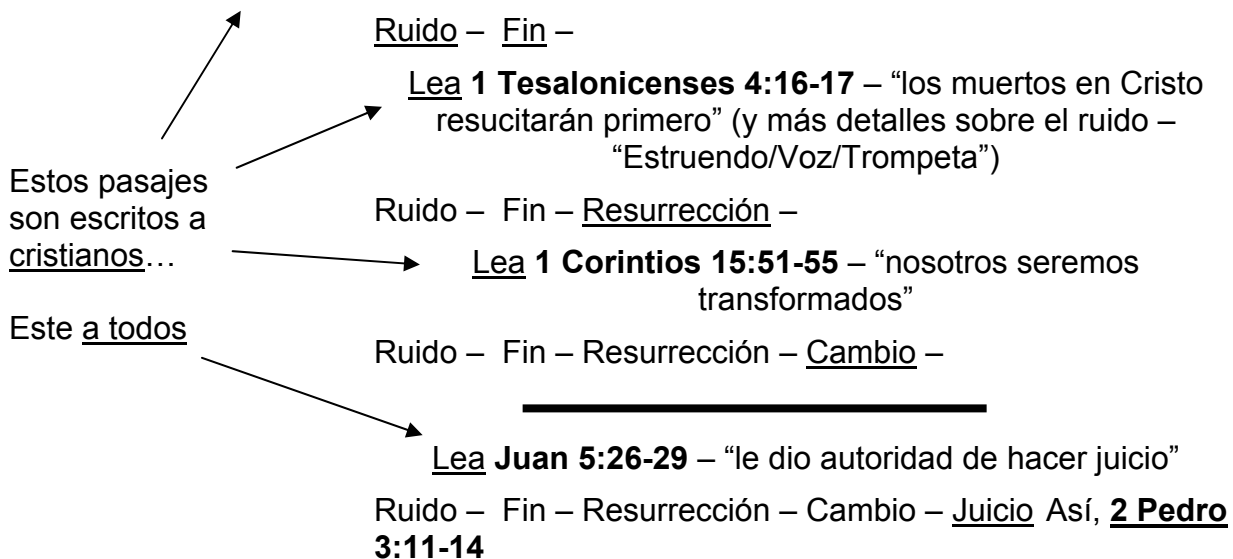 Ruido – Fin –
Lea 1 Tesalonicenses 4:16-17 – “los muertos en Cristo
resucitarán primero” (y más detalles sobre el ruido –
“Estruendo/Voz/Trompeta”)
Estos pasajes
son escritos a
cristianos…
Ruido – Fin – Resurrección –
Lea 1 Corintios 15:51-55 – “nosotros seremos
transformados”
Este a todos
Ruido – Fin – Resurrección – Cambio –
Lea Juan 5:26-29 – “le dio autoridad de hacer juicio”
Ruido – Fin – Resurrección – Cambio – Juicio Así, 2 Pedro
3:11-14